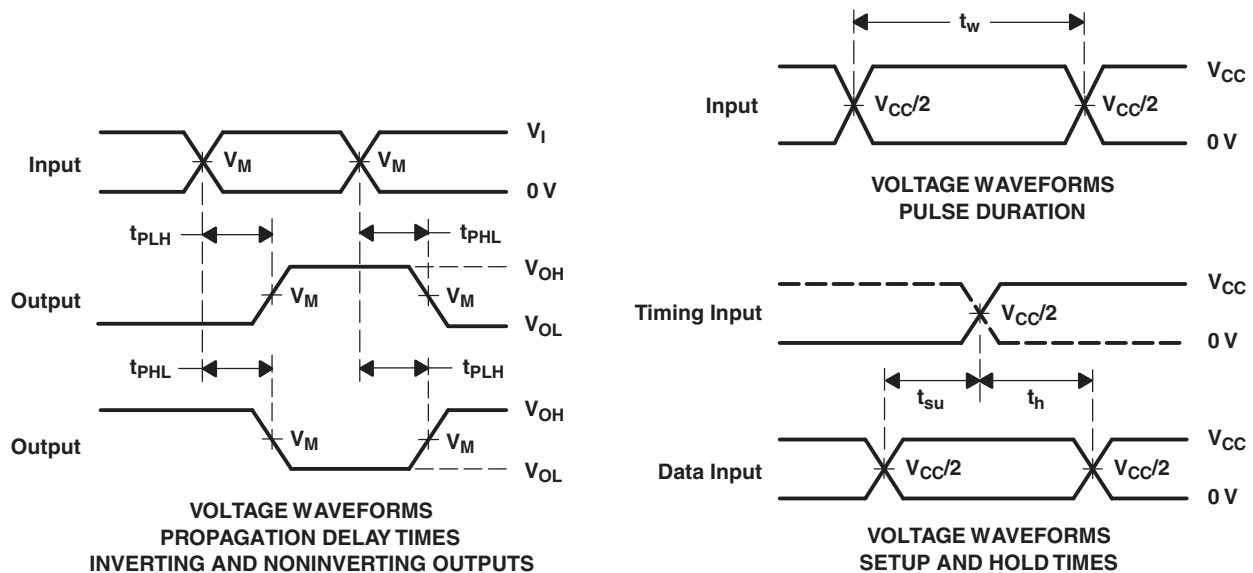 Input
V_M
V_M
V_I
0 V
t_PLH
t_PHL
Output
V_M
V_M
V_OH
V_OL
t_PHL
t_PLH
Output
V_M
V_M
V_OH
V_OL
VOLTAGE WAVEFORMS
PROPAGATION DELAY TIMES
INVERTING AND NONINVERTING OUTPUTS
t_w
Input
V_CC/2
V_CC/2
V_CC
0 V
VOLTAGE WAVEFORMS
PULSE DURATION
Timing Input
V_CC/2
V_CC
0 V
t_su
t_h
Data Input
V_CC/2
V_CC/2
V_CC
0 V
VOLTAGE WAVEFORMS
SETUP AND HOLD TIMES